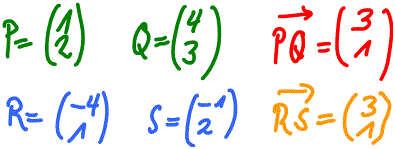 P = (1 2) Q = (4 3) PQ→ = (3 1)
R = (-4 1) S = (-1 2) RS→ = (3 1)